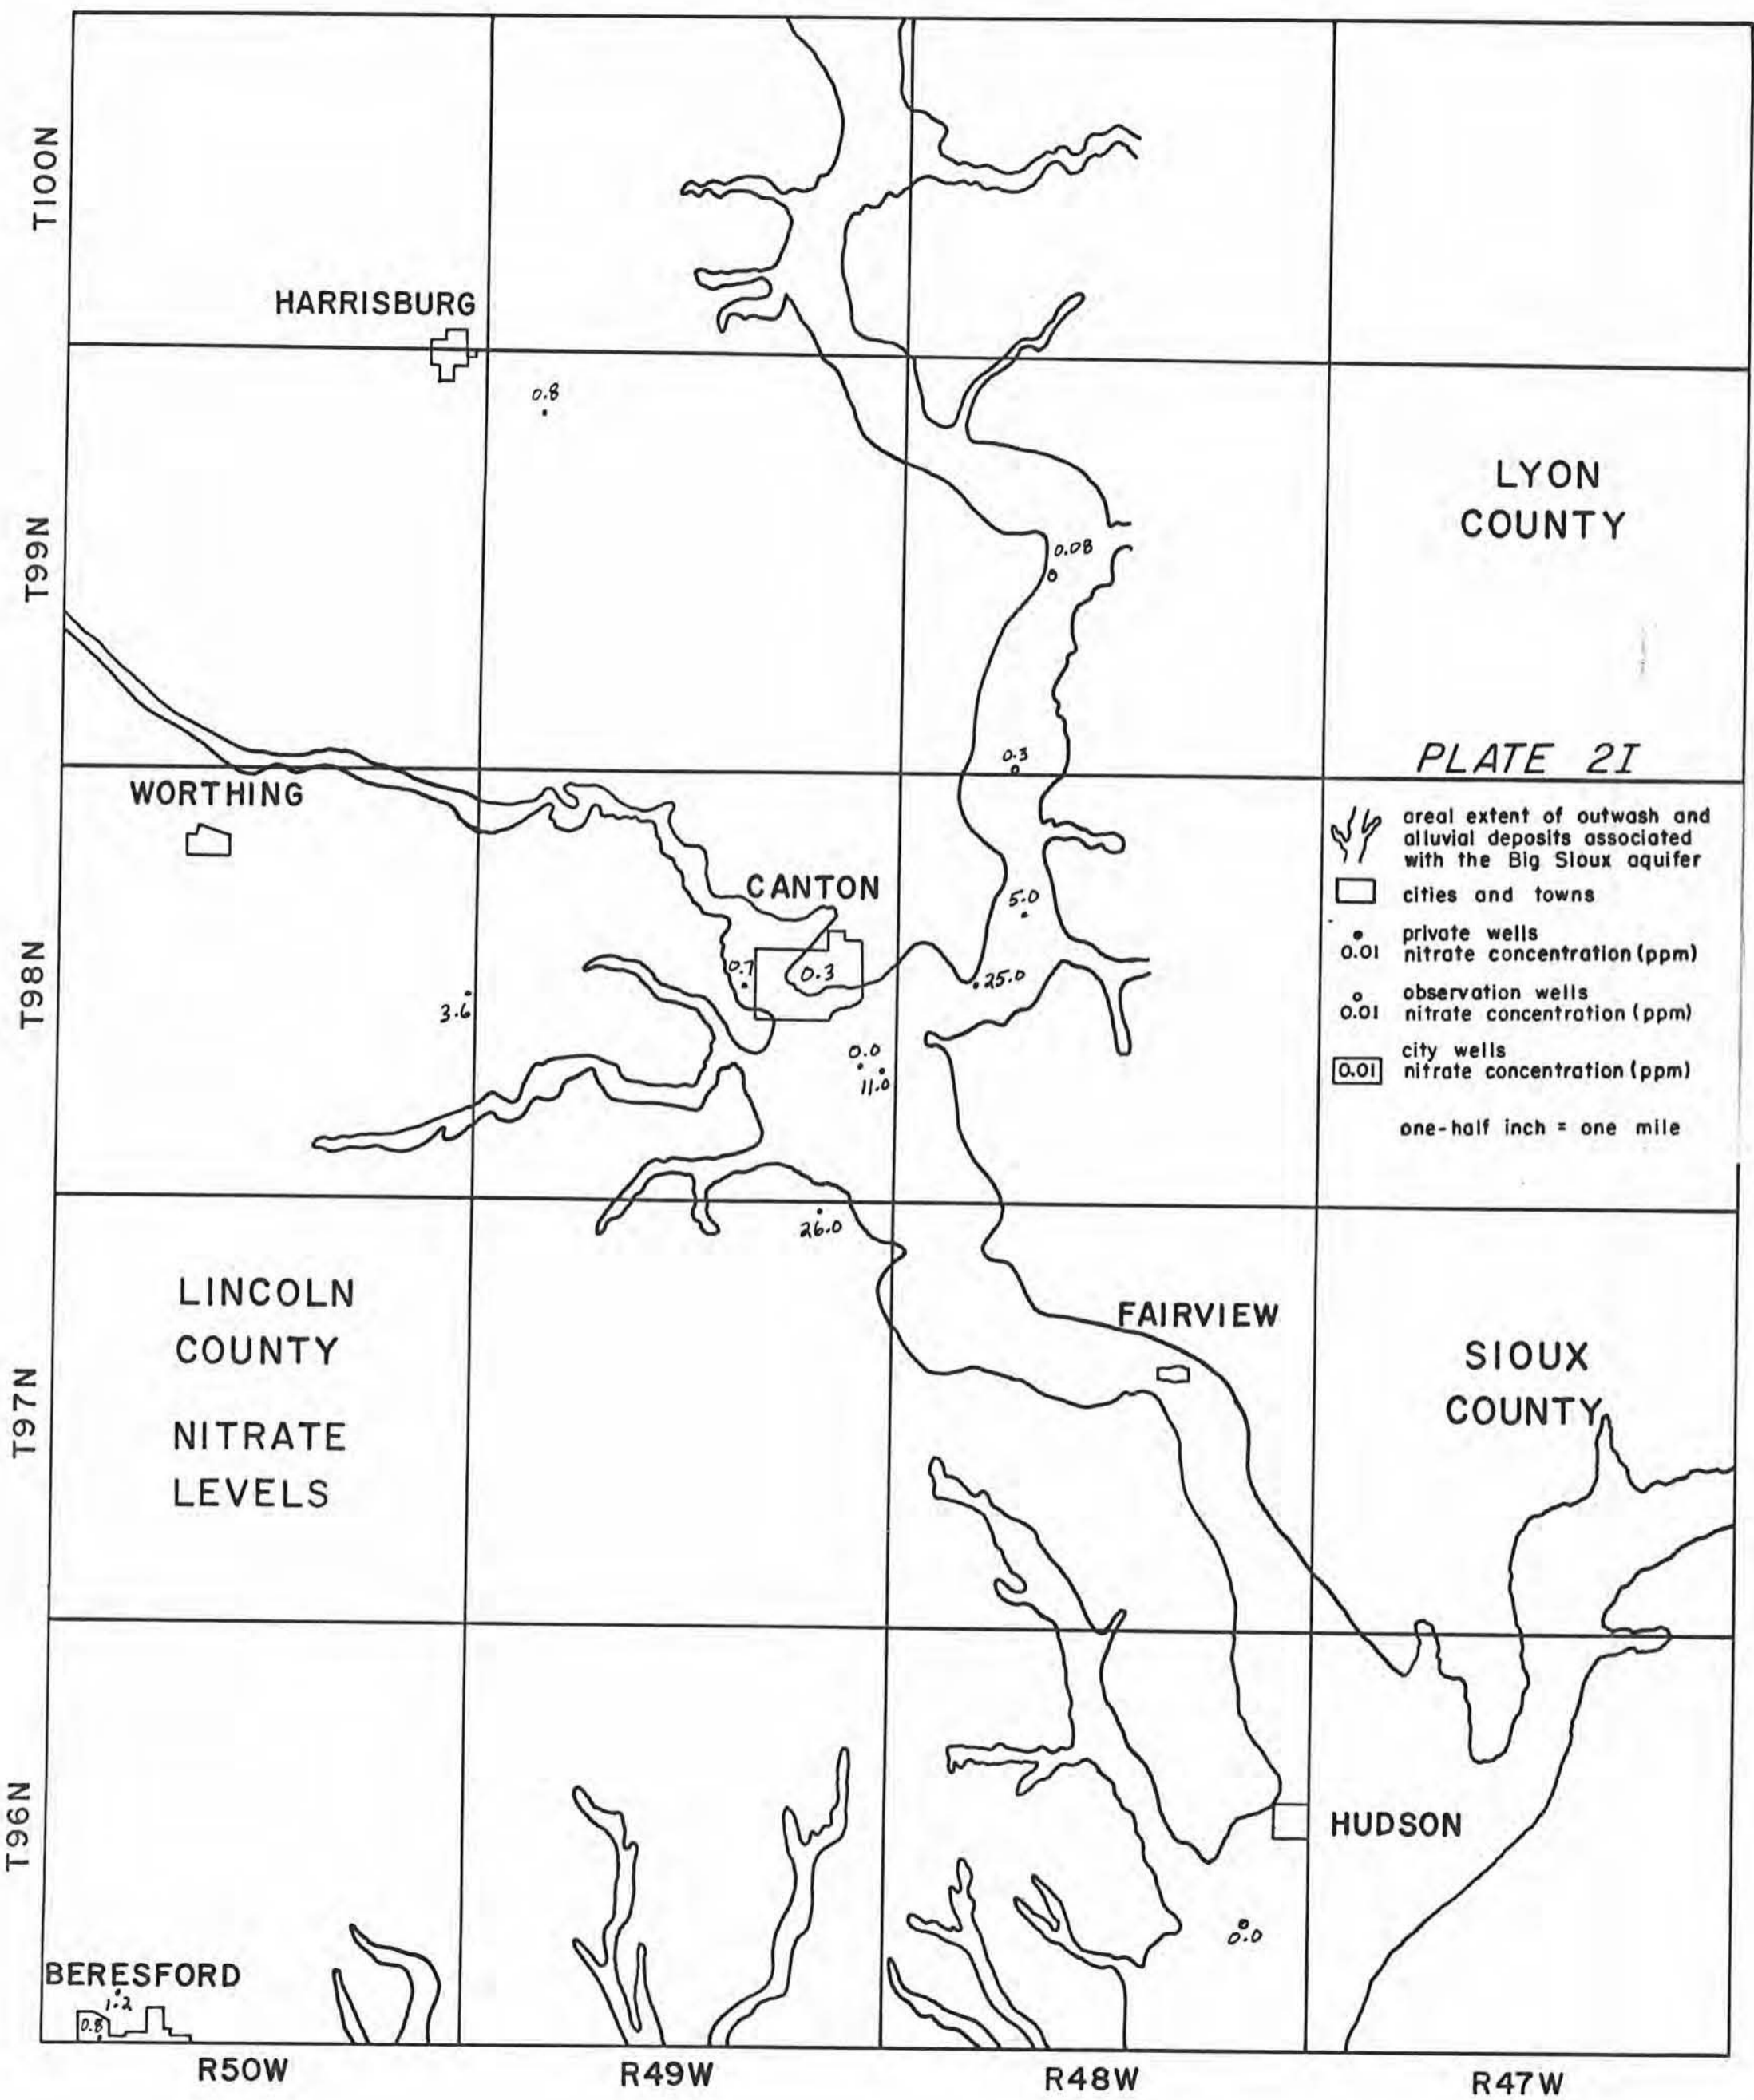 T100N
HARRISBURG
0.8
LYON
COUNTY
T99N
0.08
0.3
PLATE 21
WORTHING
areal extent of outwash and
alluvial deposits associated
with the Big Sioux aquifer
cities and towns
private wells
0.01 nitrate concentration (ppm)
observation wells
0.01 nitrate concentration (ppm)
city wells
0.01 nitrate concentration (ppm)
one-half inch = one mile
CANTON
5.0
T98N
0.7
0.3
25.0
3.6
0.0
11.0
26.0
LINCOLN
COUNTY
NITRATE
LEVELS
FAIRVIEW
SIOUX
COUNTY
T97N
T96N
HUDSON
0.0
BERESFORD
1.2
0.8
R50W
R49W
R48W
R47W